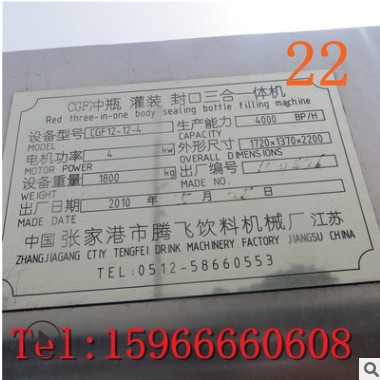 22
CGF冲瓶 灌装 封口三合一体机
Red three-in-one body sealing bottle filling machine
设备型号 CGF12-12-4 生产能力 4000 BP/H
MODEL CAPACITY
电机功率 4 kw 外形尺寸 1720×1370×2200
MOTOR POWER OVERALL DIMENSIONS
设备重量 1800 kg 出厂编号
WEIGHT MADE NO.
出厂日期 2010 年 月 日
MADE DATE
中国 张家港市腾飞饮料机械厂 江苏
ZHANGJIAGANG CTIY TENGFEI DRINK MACHINERY FACTORY JIANGSU CHINA
TEL:0512-58660553
Tel:15966660608